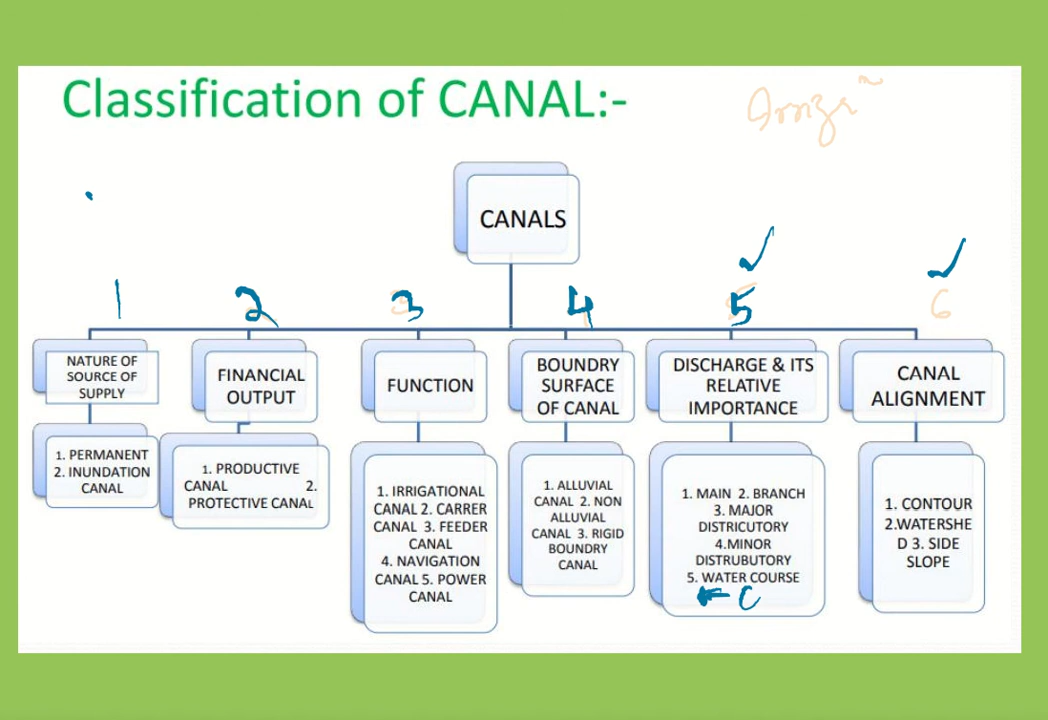 Classification of CANAL:-
CANALS
1 2 3 4 5 6
NATURE OF
SOURCE OF
SUPPLY
1. PERMANENT
2. INUNDATION
CANAL
FINANCIAL
OUTPUT
1. PRODUCTIVE
CANAL 2.
PROTECTIVE CANAL
FUNCTION
1. IRRIGATIONAL
CANAL 2. CARRER
CANAL 3. FEEDER
CANAL
4. NAVIGATION
CANAL 5. POWER
CANAL
BOUNDRY
SURFACE
OF CANAL
1. ALLUVIAL
CANAL 2. NON
ALLUVIAL
CANAL 3. RIGID
BOUNDRY
CANAL
DISCHARGE & ITS
RELATIVE
IMPORTANCE
1. MAIN 2. BRANCH
3. MAJOR
DISTRICUTORY
4.MINOR
DISTRUBUTORY
5. WATER COURSE
C
CANAL
ALIGNMENT
1. CONTOUR
2.WATERSHE
D 3. SIDE
SLOPE